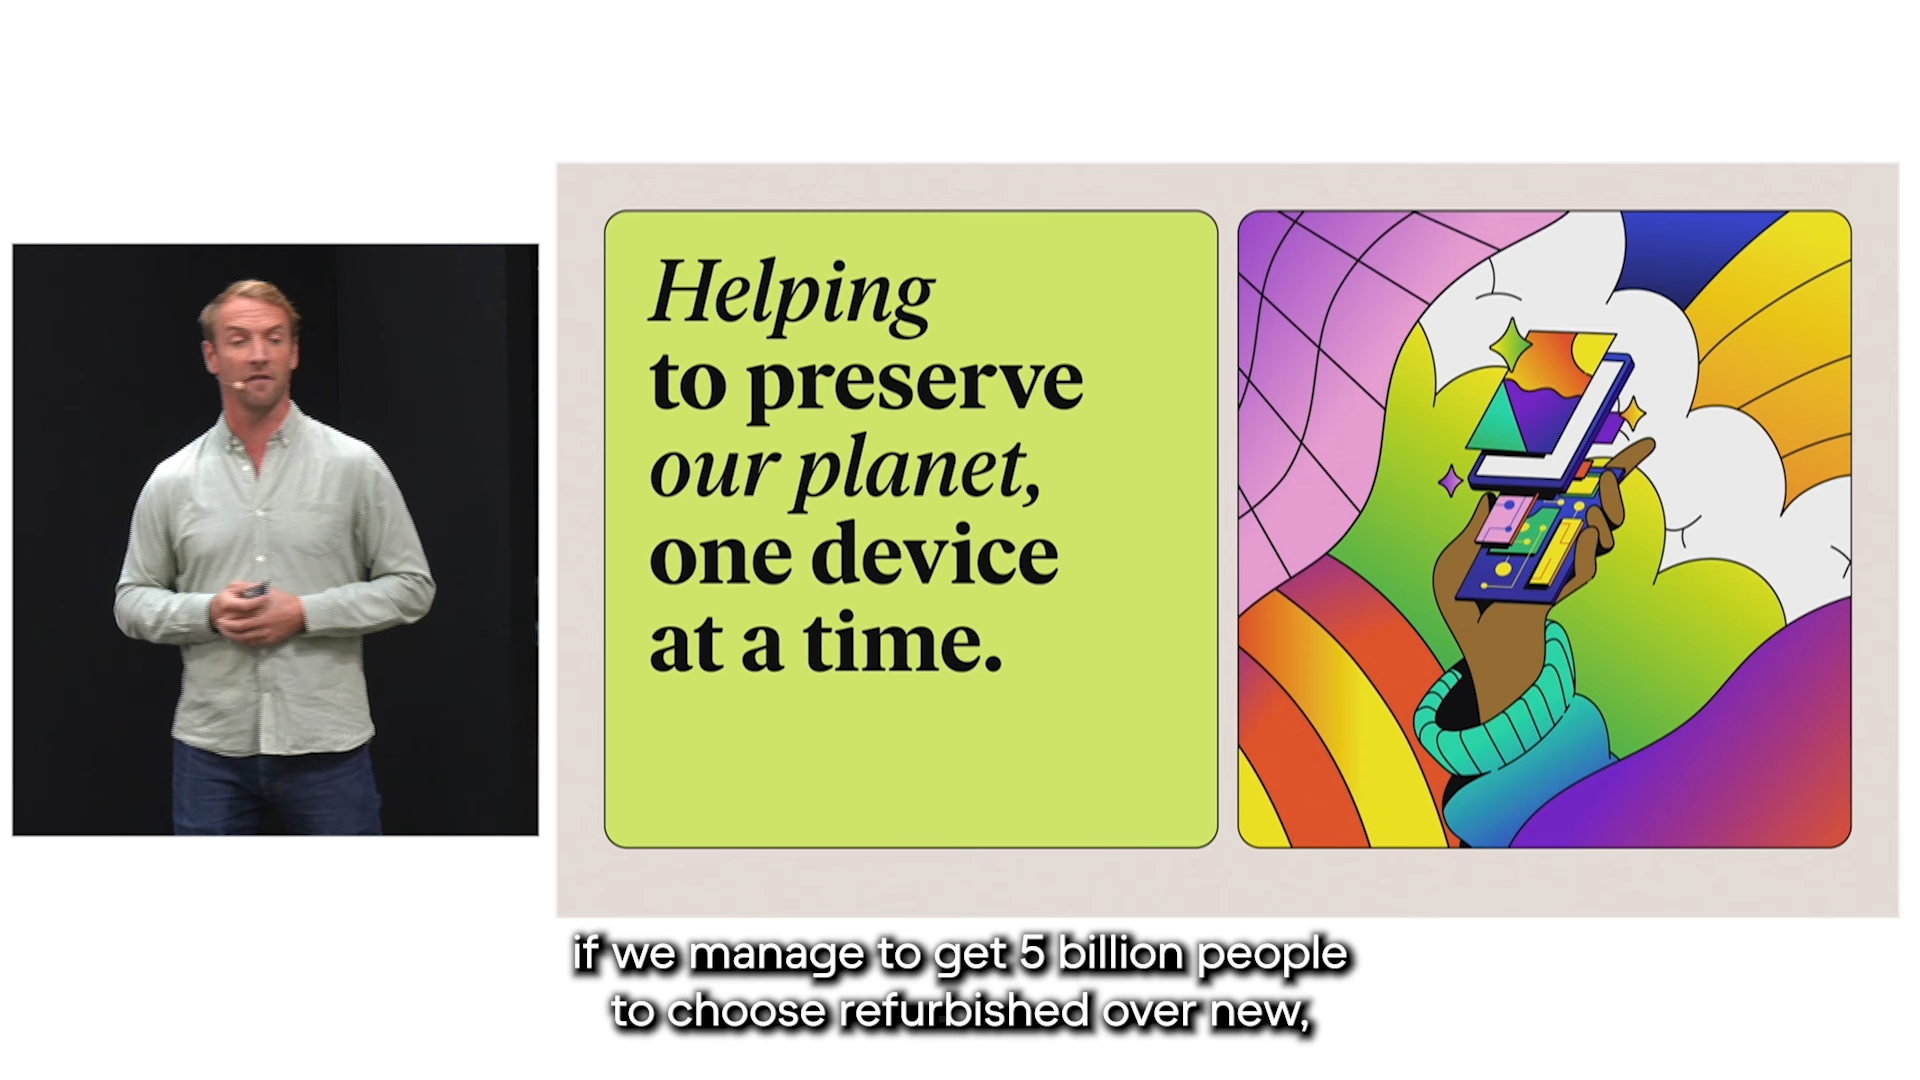 Helping
to preserve
our planet,
one device
at a time.
if we manage to get 5 billion people
to choose refurbished over new,